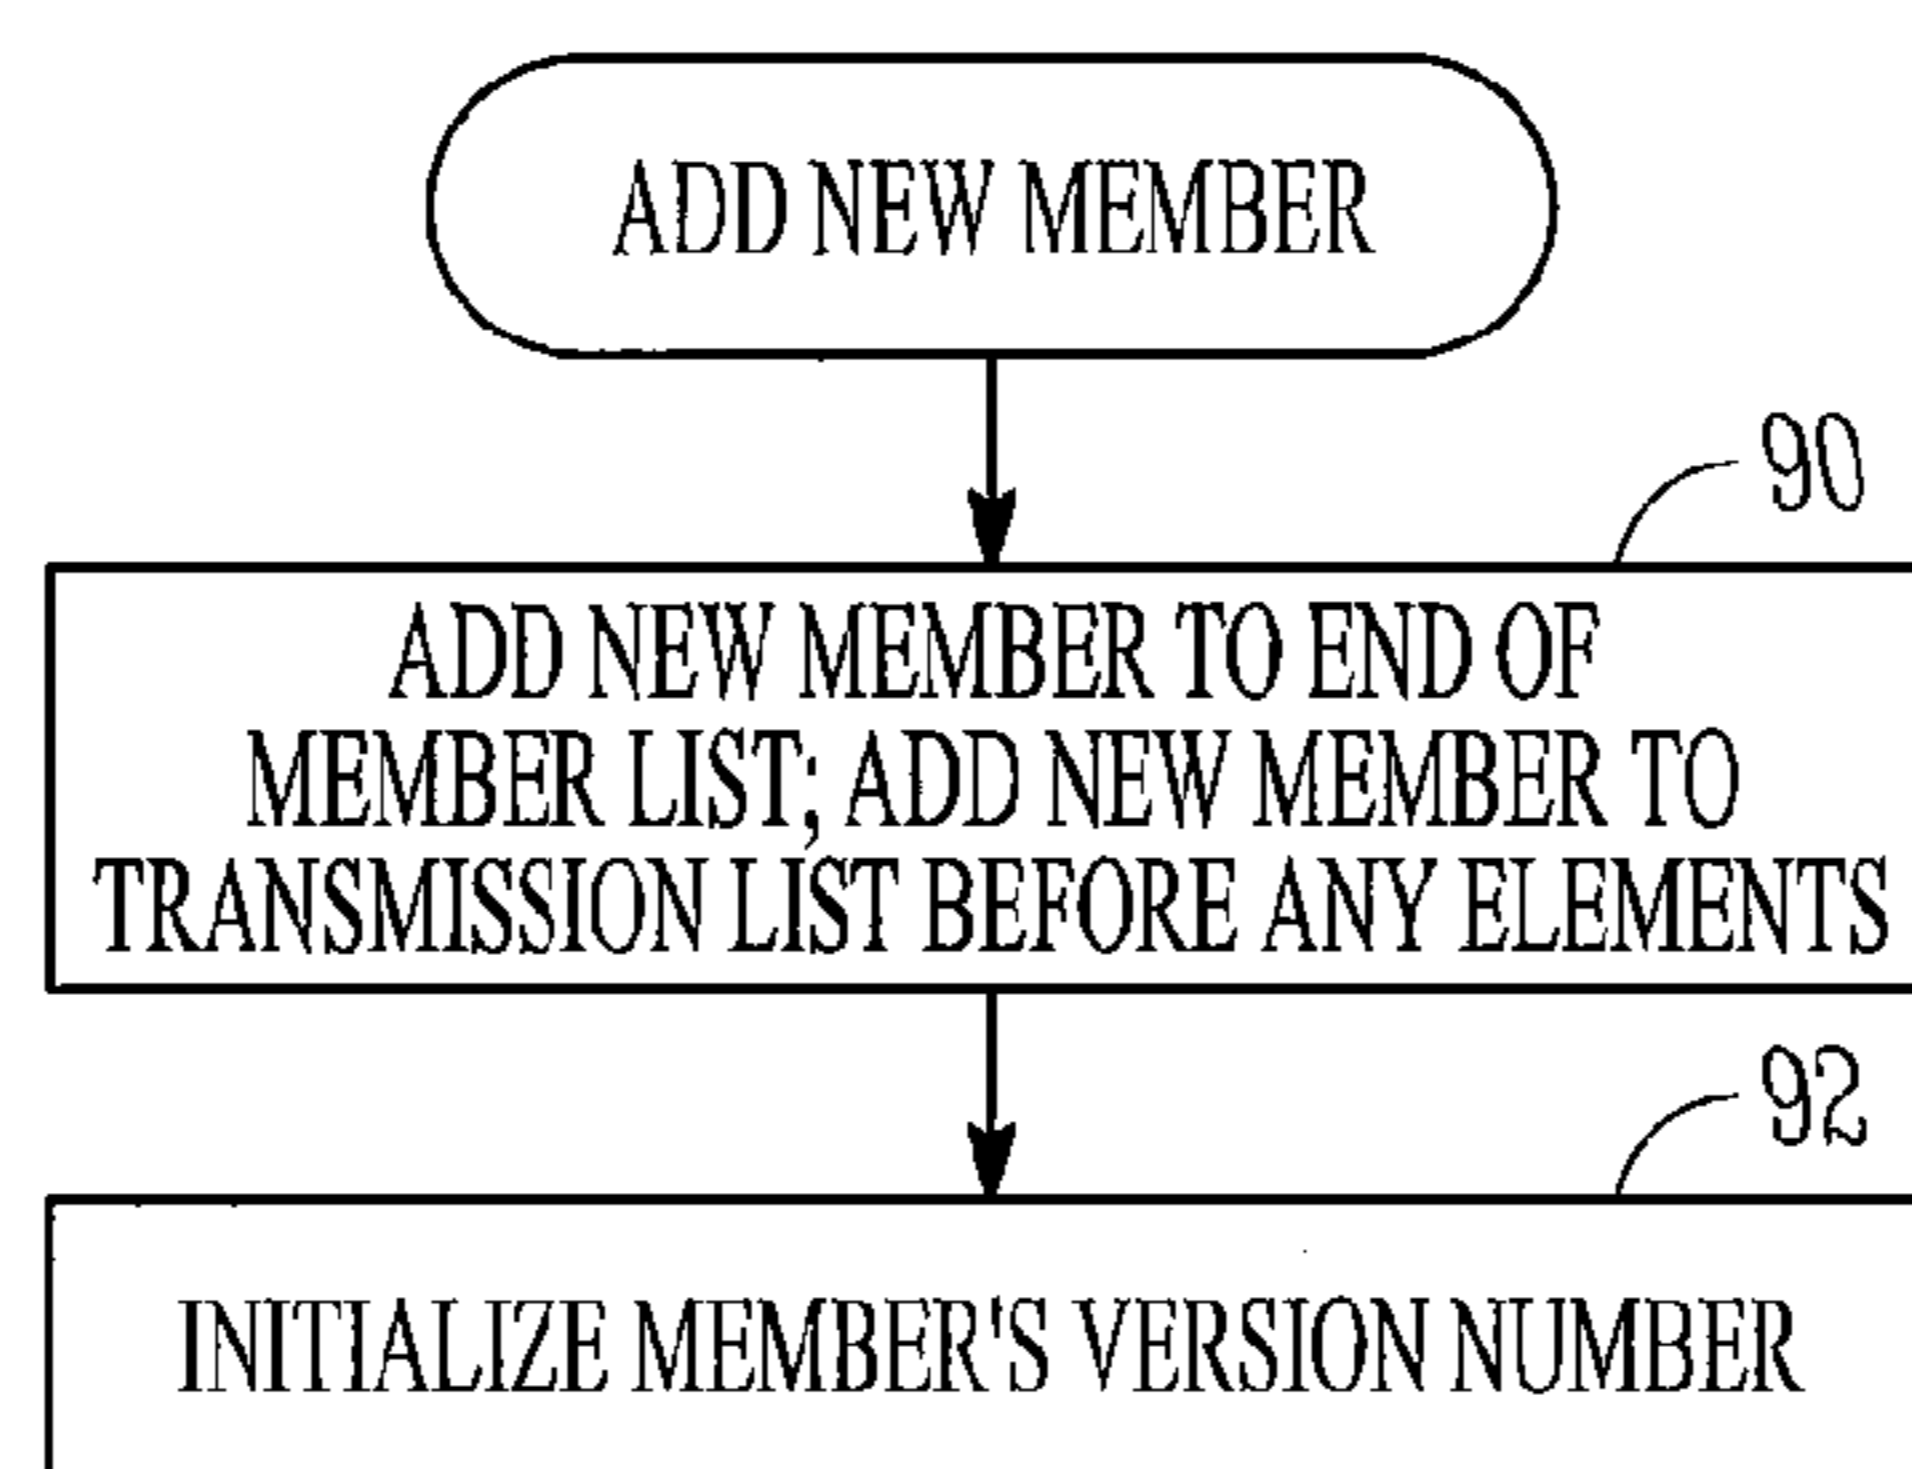 ADD NEW MEMBER
90
ADD NEW MEMBER TO END OF
MEMBER LIST; ADD NEW MEMBER TO
TRANSMISSION LIST BEFORE ANY ELEMENTS
92
INITIALIZE MEMBER'S VERSION NUMBER